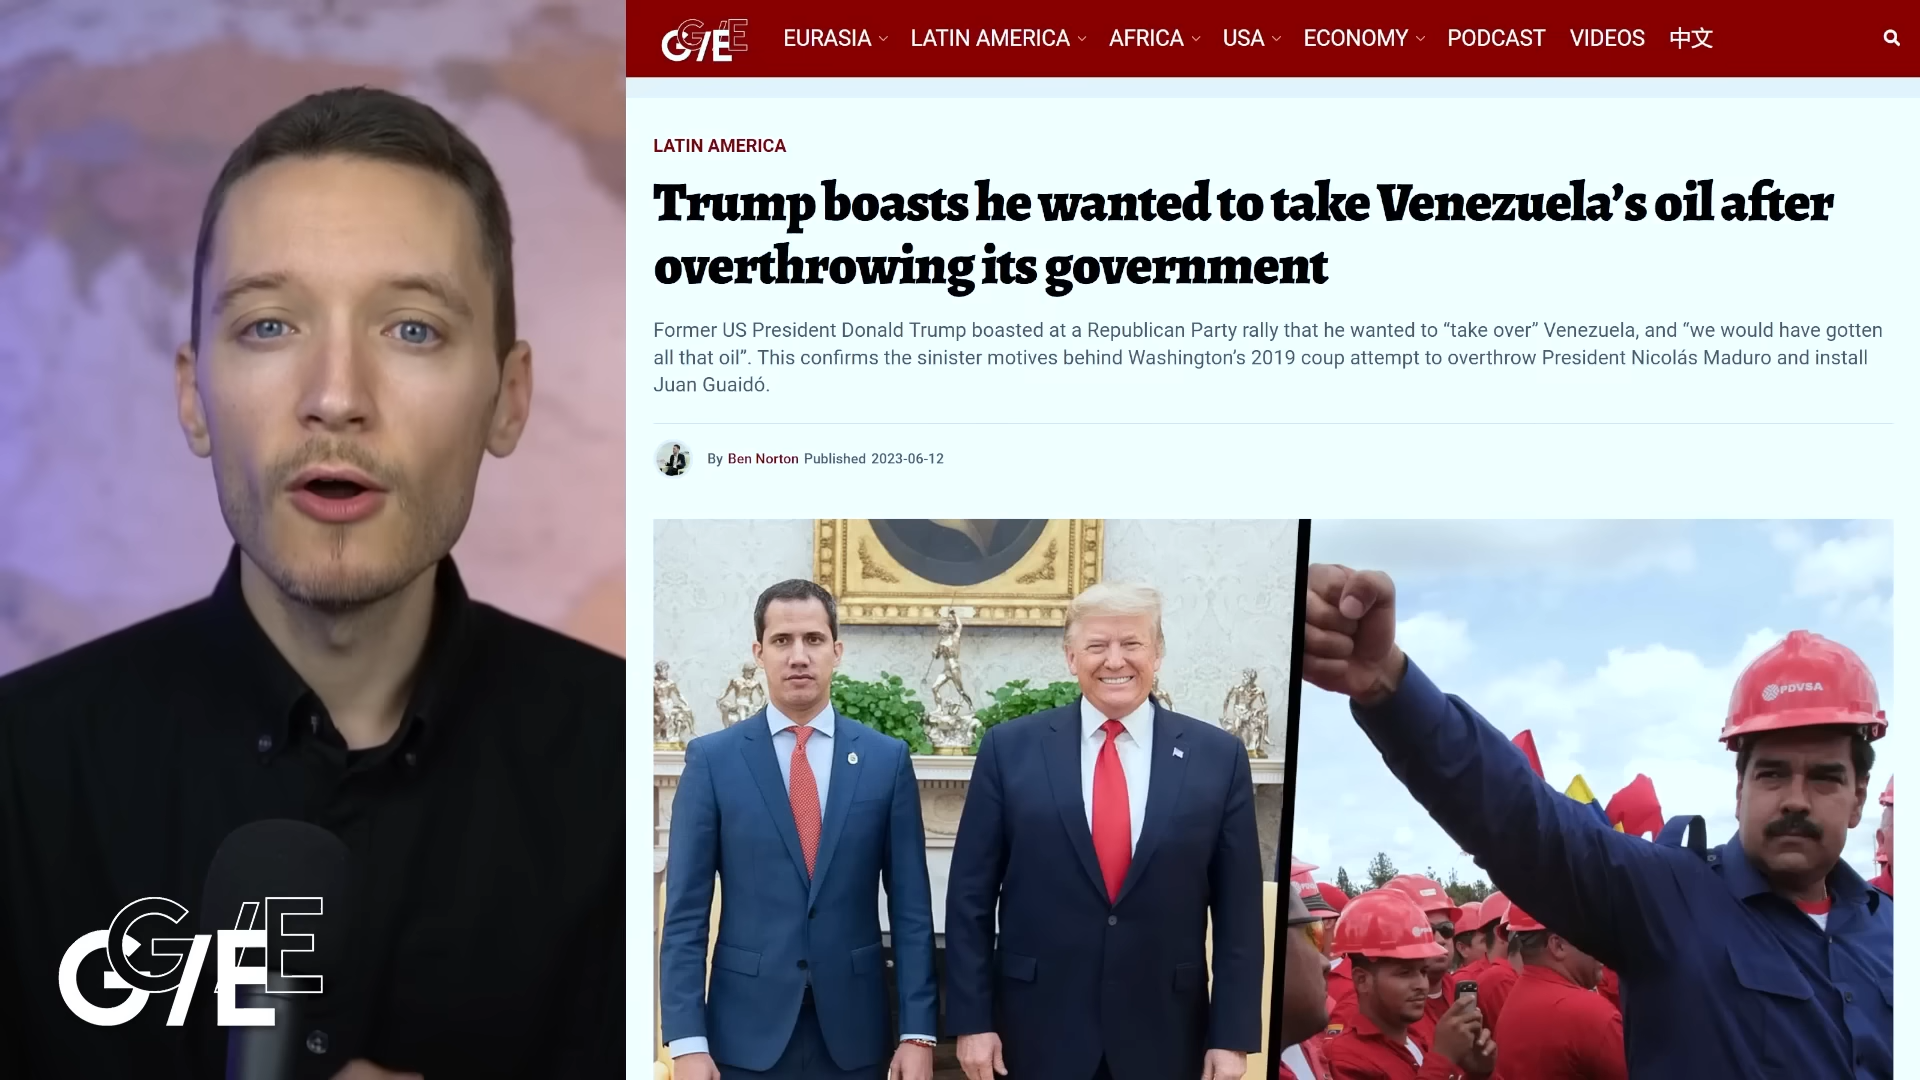 G/E
EURASIA LATIN AMERICA AFRICA USA ECONOMY PODCAST VIDEOS 中文
LATIN AMERICA
Trump boasts he wanted to take Venezuela’s oil after
overthrowing its government
Former US President Donald Trump boasted at a Republican Party rally that he wanted to “take over” Venezuela, and “we would have gotten
all that oil”. This confirms the sinister motives behind Washington’s 2019 coup attempt to overthrow President Nicolás Maduro and install
Juan Guaidó.
By Ben Norton Published 2023-06-12
PDVSA
G/E